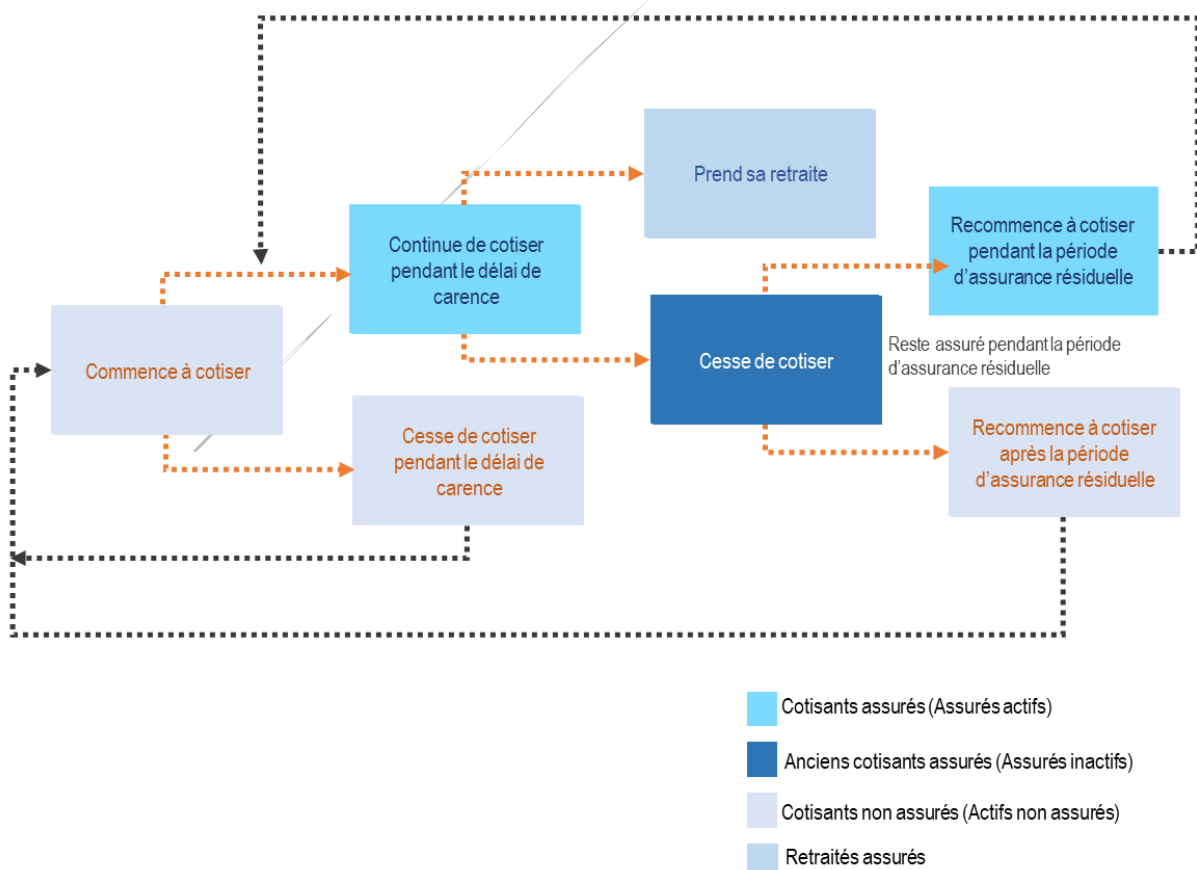 Prend sa retraite
Continue de cotiser
pendant le délai de
carence
Recommence à cotiser
pendant la période
d’assurance résiduelle
Commence à cotiser
Cesse de cotiser
Reste assuré pendant la période
d’assurance résiduelle
Cesse de cotiser
pendant le délai de
carence
Recommence à cotiser
après la période
d’assurance résiduelle
Cotisants assurés (Assurés actifs)
Anciens cotisants assurés (Assurés inactifs)
Cotisants non assurés (Actifs non assurés)
Retraités assurés